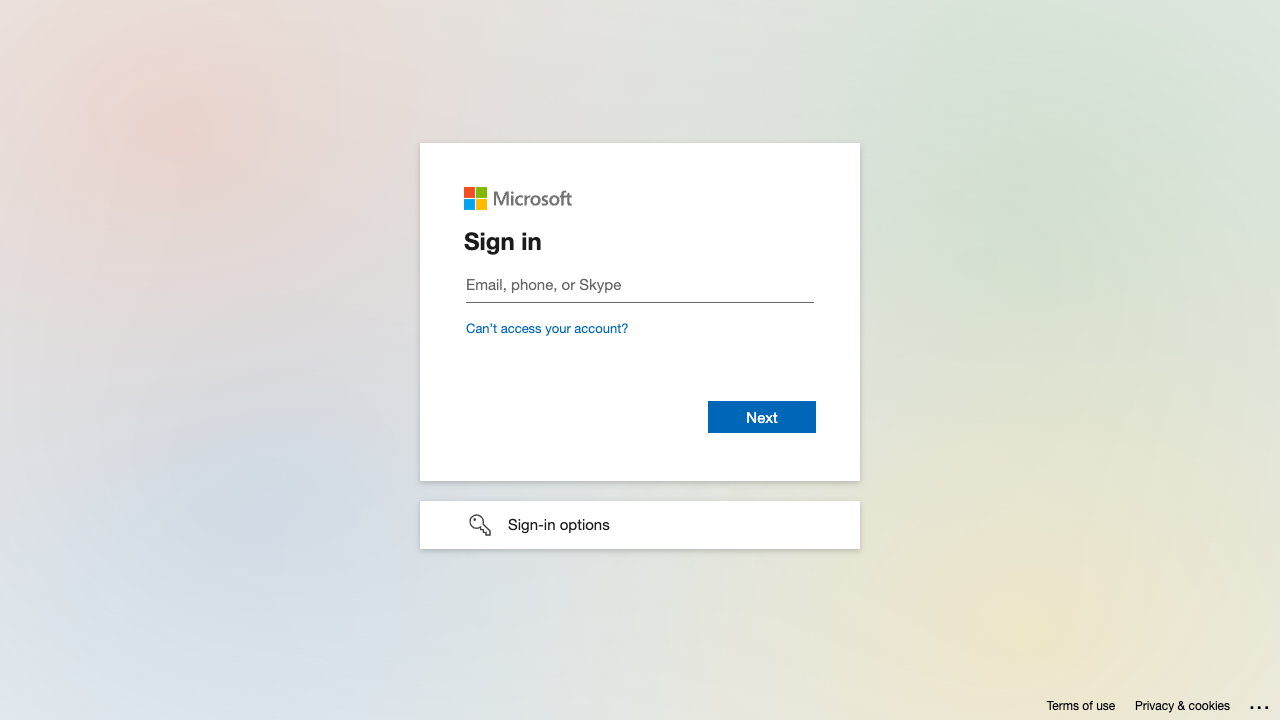 Microsoft
Sign in
Email, phone, or Skype
Can't access your account?
Next
Sign-in options
Terms of use Privacy & cookies ...